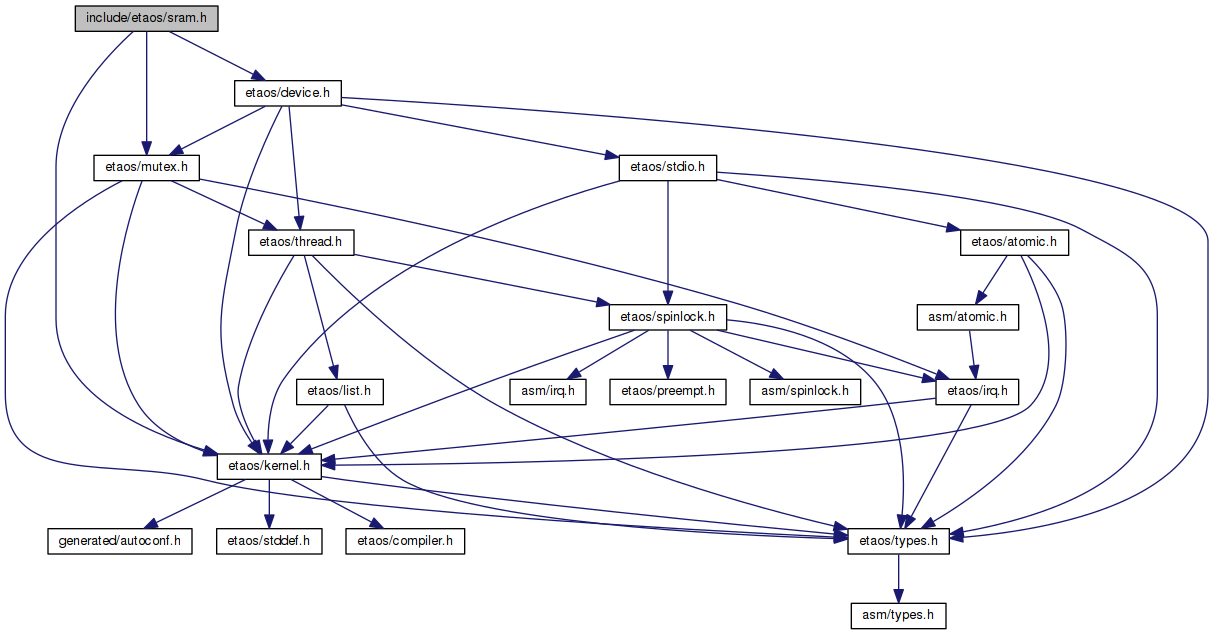 include/etaos/sram.h
etaos/device.h
etaos/mutex.h
etaos/stdio.h
etaos/thread.h
etaos/atomic.h
etaos/spinlock.h
asm/atomic.h
etaos/list.h
asm/irq.h
etaos/preempt.h
asm/spinlock.h
etaos/irq.h
etaos/kernel.h
generated/autoconf.h
etaos/stddef.h
etaos/compiler.h
etaos/types.h
asm/types.h